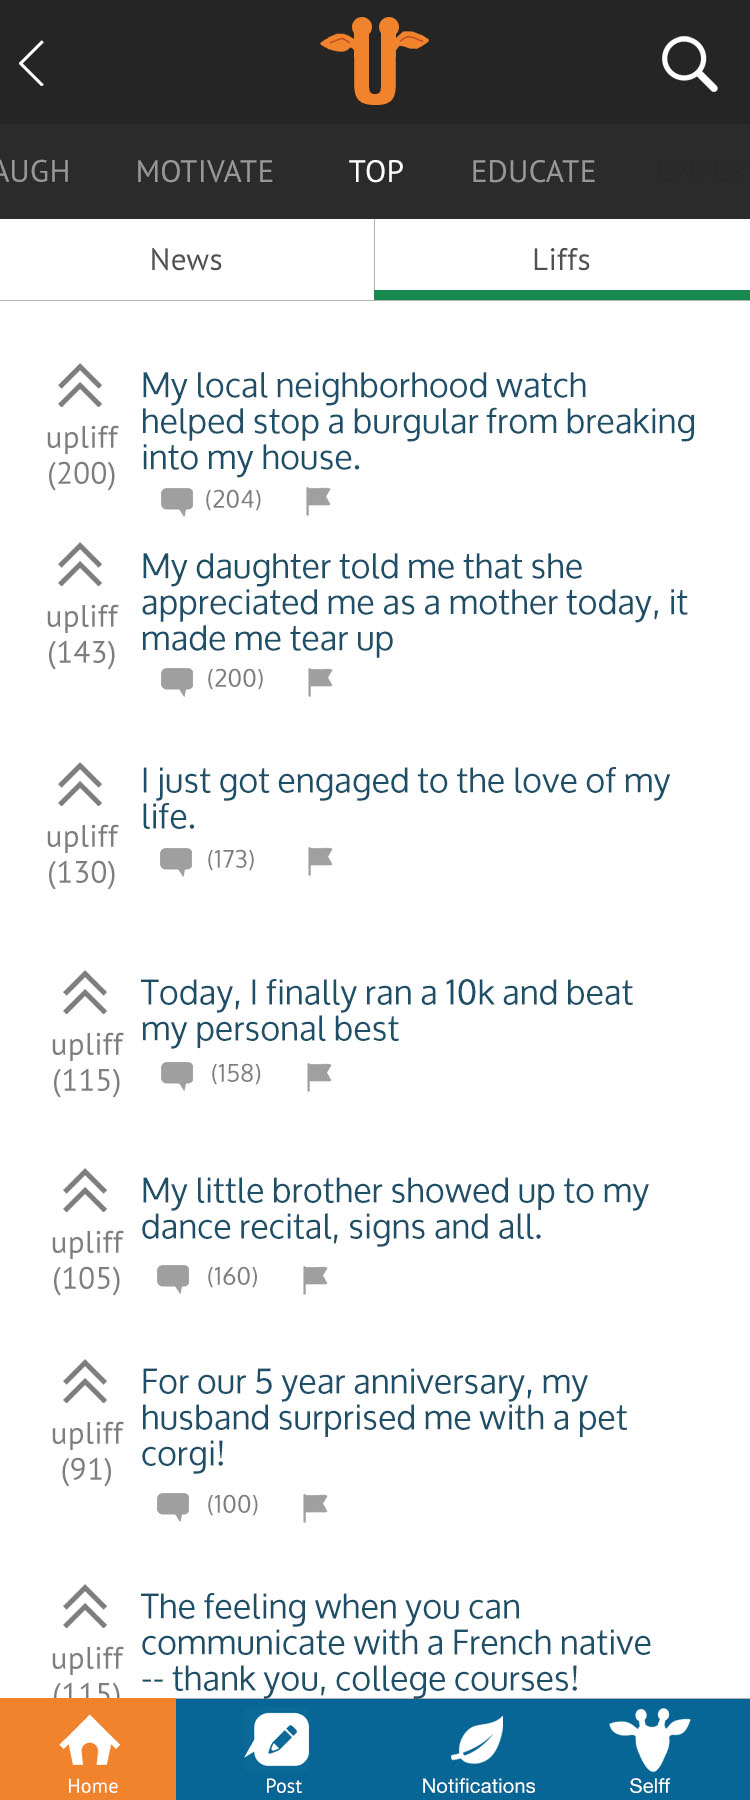 AUGH MOTIVATE TOP EDUCATE ENTER
News Liffs
My local neighborhood watch
helped stop a burgular from breaking
into my house.
upliff
(200)
(204)
My daughter told me that she
appreciated me as a mother today, it
made me tear up
upliff
(143)
(200)
I just got engaged to the love of my
life.
upliff
(130)
(173)
Today, I finally ran a 10k and beat
my personal best
upliff
(115)
(158)
My little brother showed up to my
dance recital, signs and all.
upliff
(105)
(160)
For our 5 year anniversary, my
husband surprised me with a pet
corgi!
upliff
(91)
(100)
The feeling when you can
communicate with a French native
-- thank you, college courses!
upliff
(115)
Home Post Notifications Selff